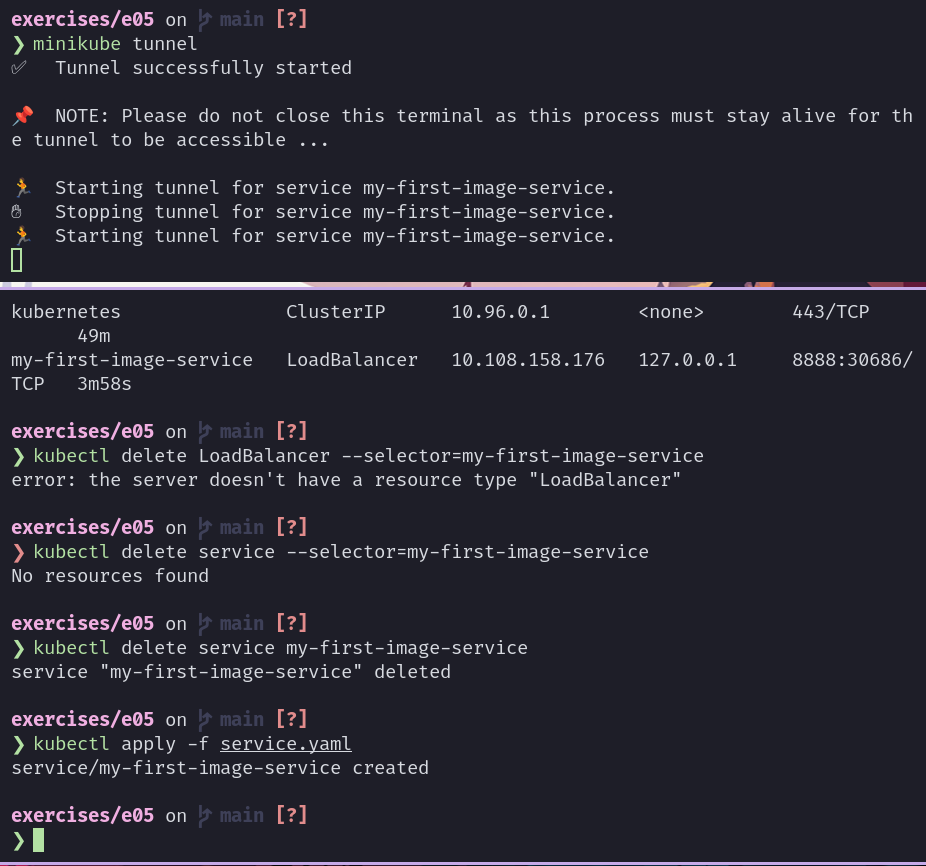 exercises/e05 on main [?]
❯ minikube tunnel
✅ Tunnel successfully started
📌 NOTE: Please do not close this terminal as this process must stay alive for th
e tunnel to be accessible ...
🏃 Starting tunnel for service my-first-image-service.
✋ Stopping tunnel for service my-first-image-service.
🏃 Starting tunnel for service my-first-image-service.
kubernetes ClusterIP 10.96.0.1 <none> 443/TCP
49m
my-first-image-service LoadBalancer 10.108.158.176 127.0.0.1 8888:30686/
TCP 3m58s
exercises/e05 on main [?]
❯ kubectl delete LoadBalancer --selector=my-first-image-service
error: the server doesn't have a resource type "LoadBalancer"
exercises/e05 on main [?]
❯ kubectl delete service --selector=my-first-image-service
No resources found
exercises/e05 on main [?]
❯ kubectl delete service my-first-image-service
service "my-first-image-service" deleted
exercises/e05 on main [?]
❯ kubectl apply -f service.yaml
service/my-first-image-service created
exercises/e05 on main [?]
❯